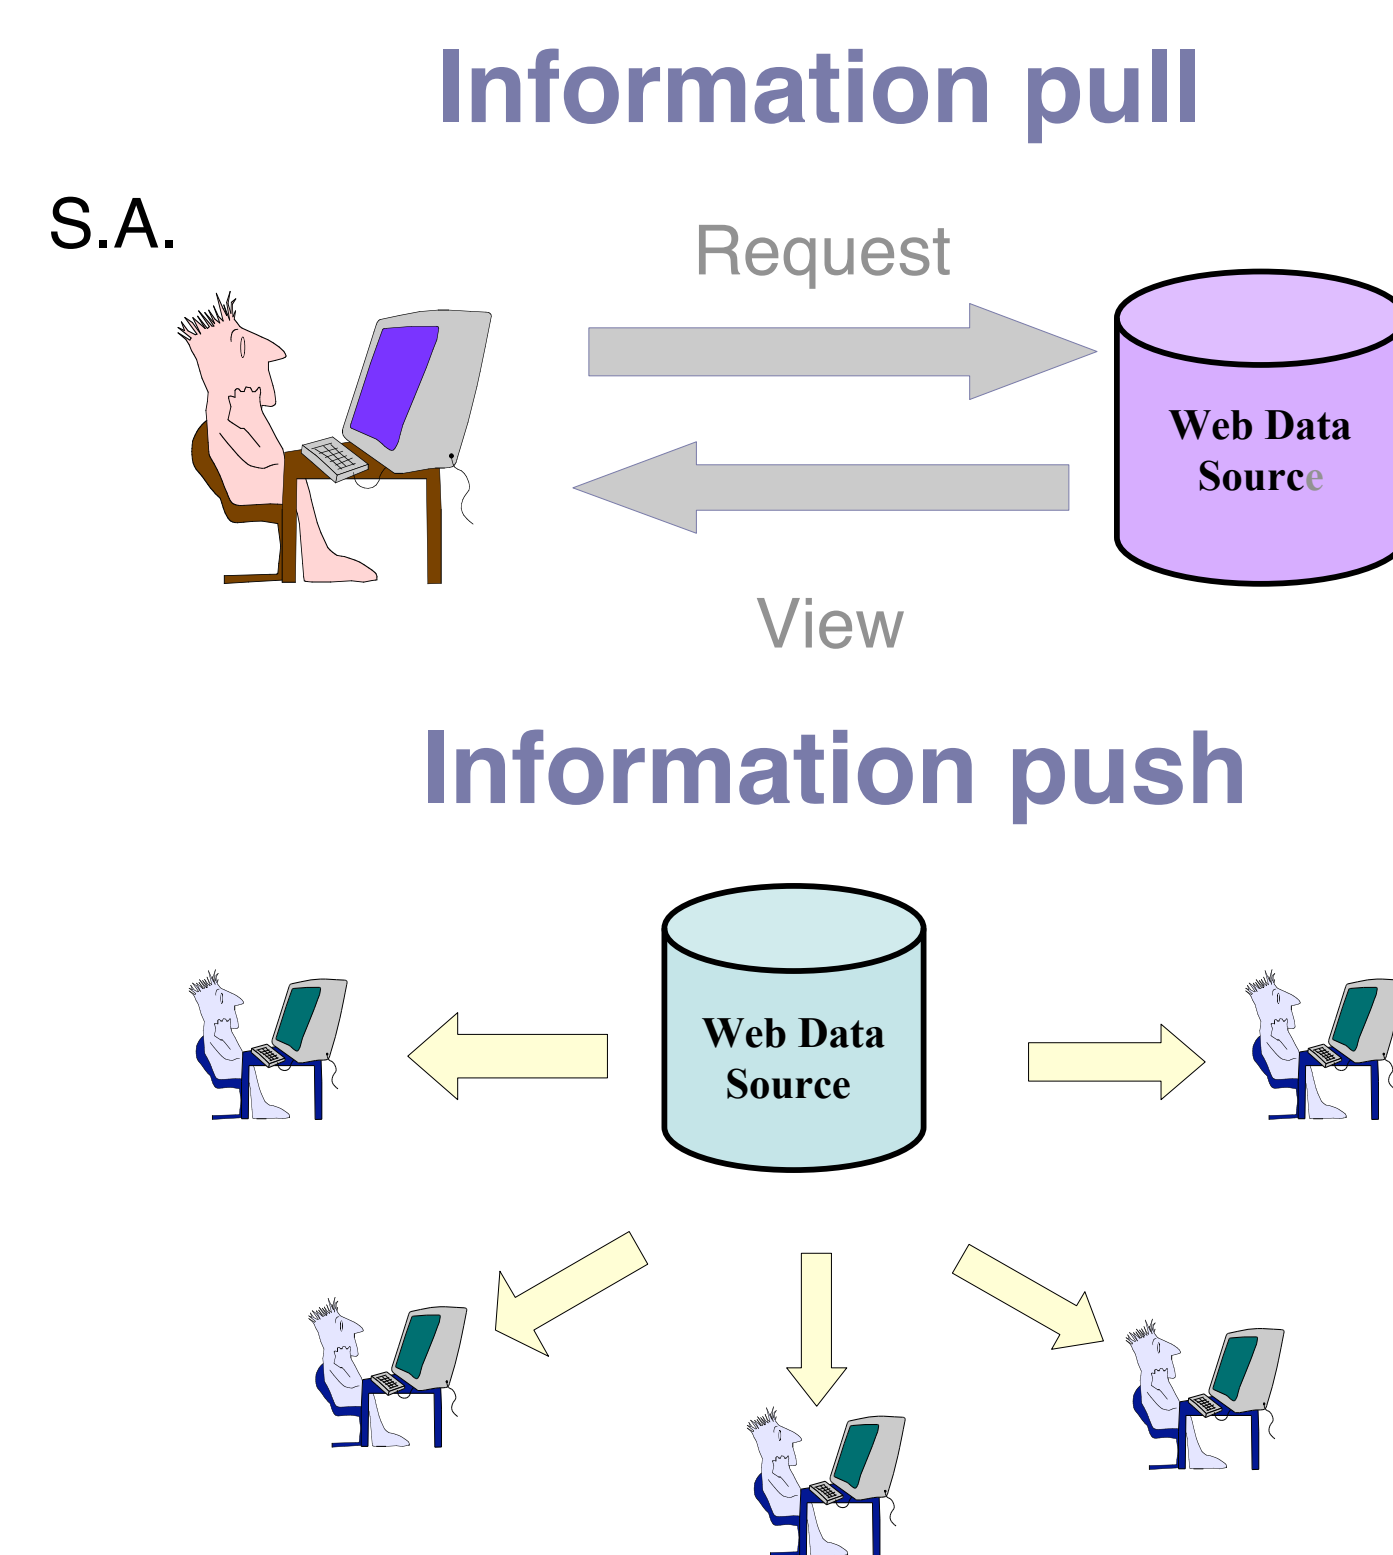 Information pull
S.A.
Request
Web Data
Source
View
Information push
Web Data
Source